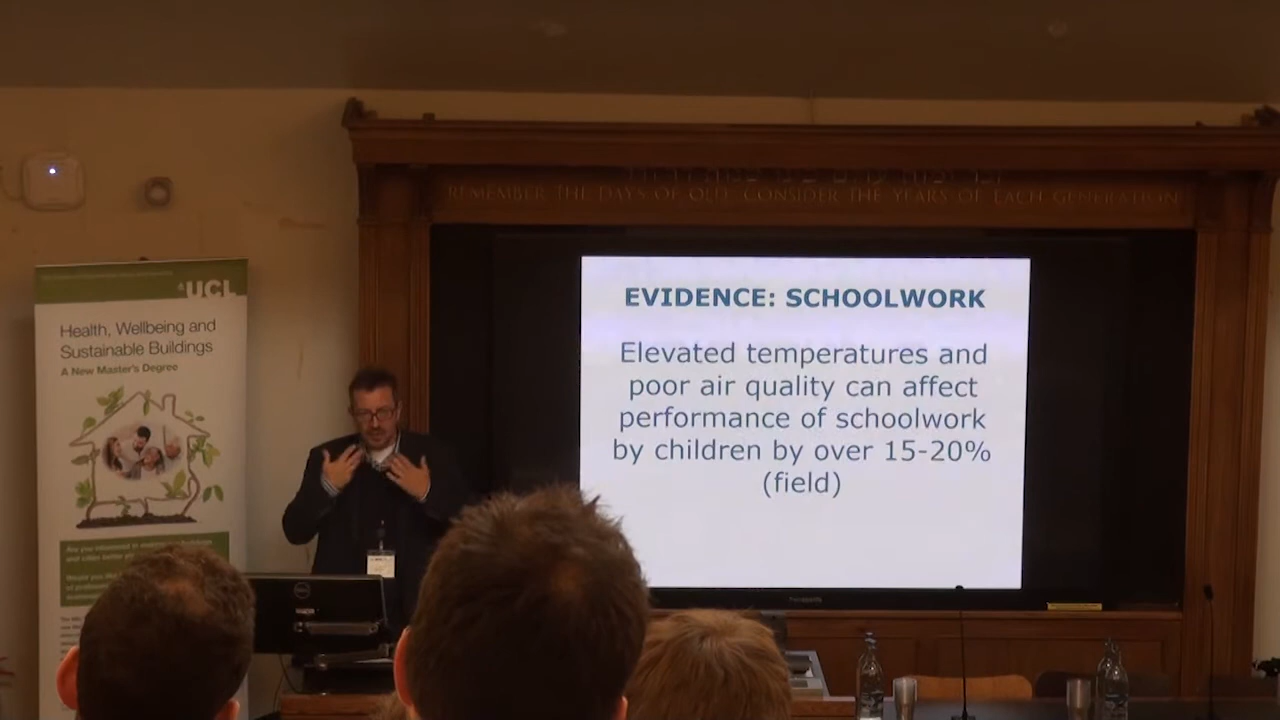 REMEMBER THE DAYS OF OLD CONSIDER THE YEARS OF EACH GENERATION
UCL
Health, Wellbeing and
Sustainable Buildings
A New Master's Degree
EVIDENCE: SCHOOLWORK
Elevated temperatures and
poor air quality can affect
performance of schoolwork
by children by over 15-20%
(field)
DELL